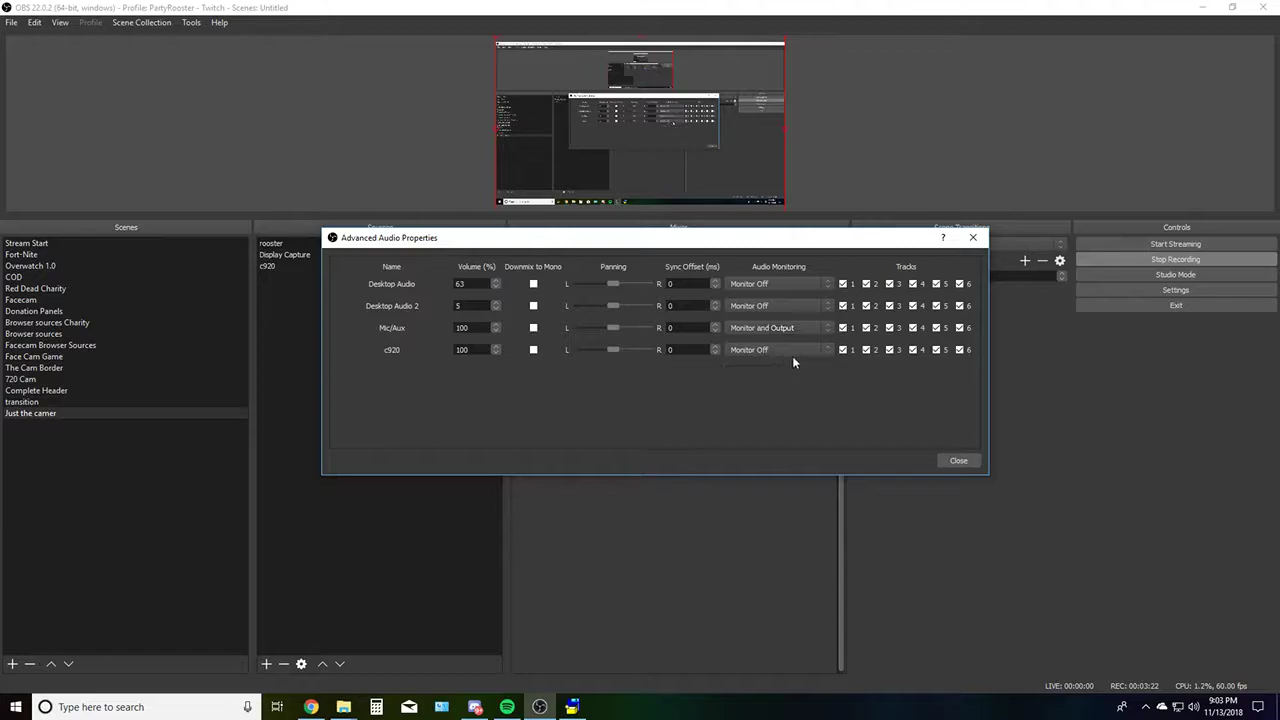 OBS 22.0.2 (64-bit, windows) - Profile: PartyRooster - Twitch - Scenes: Untitled
File Edit View Profile Scene Collection Tools Help
Scenes
Mixer
Scene Transitions
Controls
Stream Start
Fort-Nite
Overwatch 1.0
COD
Red Dead Charity
Facecam
Donation Panels
Browser sources Charity
Facecam Browser Sources
Face Cam Game
The Cam Border
720 Cam
Complete Header
transition
Just the camer
rooster
Display Capture
c920
Advanced Audio Properties ?
Name Volume (%) Downmix to Mono Panning Sync Offset (ms) Audio Monitoring Tracks
Desktop Audio 63 L R 0 Monitor Off 1 2 3 4 5 6
Desktop Audio 2 5 L R 0 Monitor Off 1 2 3 4 5 6
Mic/Aux 100 L R 0 Monitor and Output 1 2 3 4 5 6
c920 100 L R 0 Monitor Off 1 2 3 4 5 6
Close
Start Streaming
Stop Recording
Studio Mode
Settings
Exit
LIVE: 00:00:00 REC: 00:03:22 CPU: 1.2%, 60.00 fps
Type here to search
9:03 PM
11/13/2018